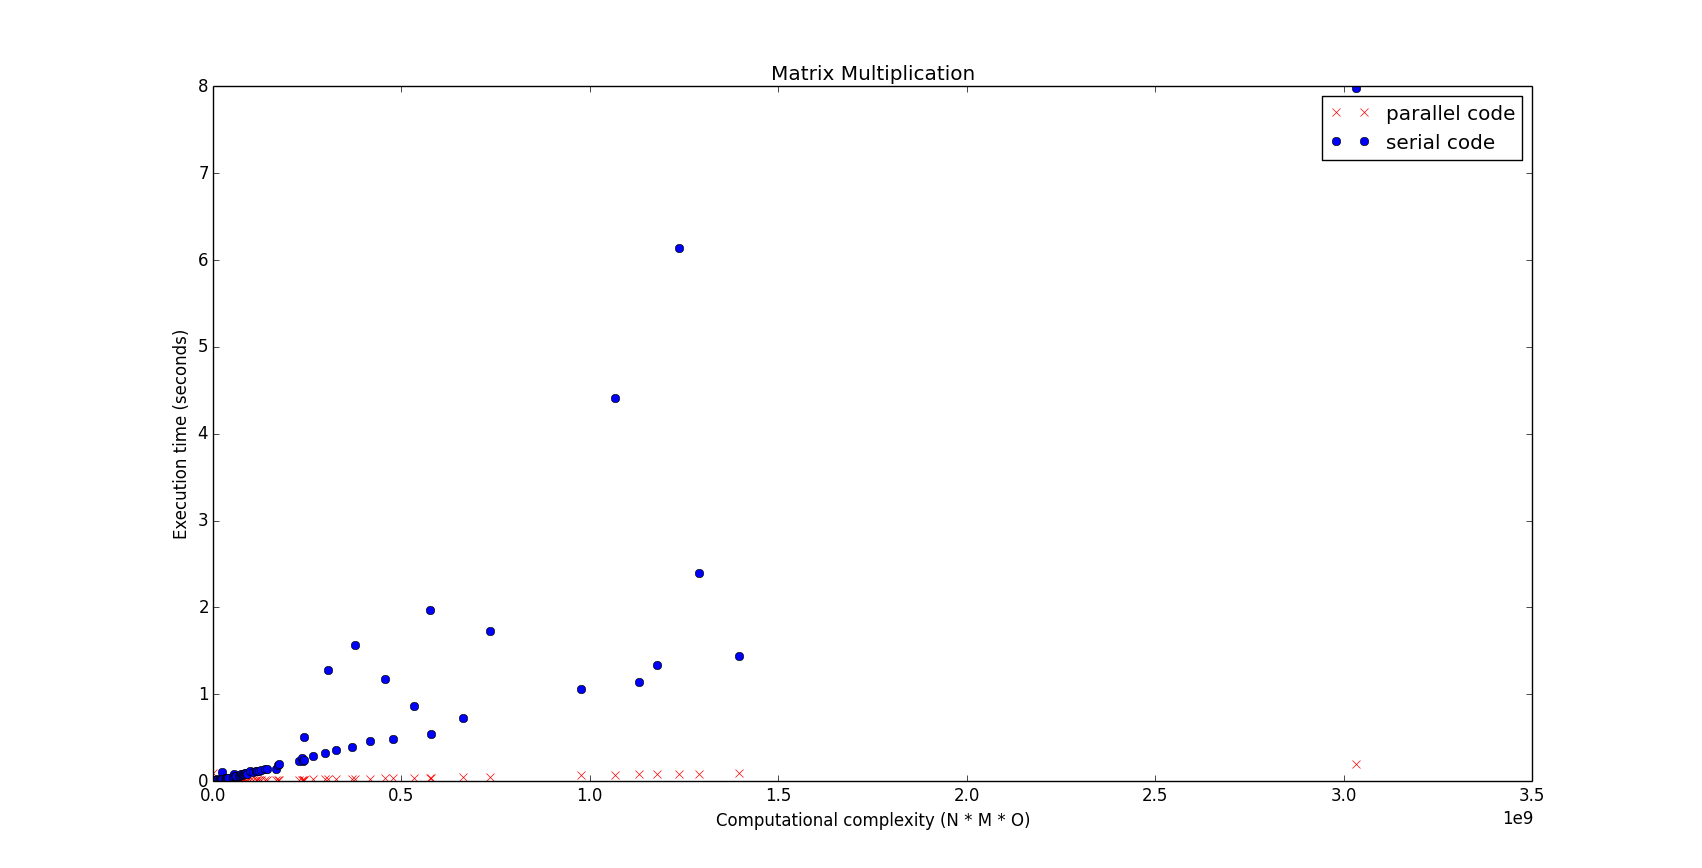 Matrix Multiplication
8
7
6
5
4
3
2
1
0
Execution time (seconds)
parallel code
serial code
0.0 0.5 1.0 1.5 2.0 2.5 3.0 3.5
1e9
Computational complexity (N * M * O)